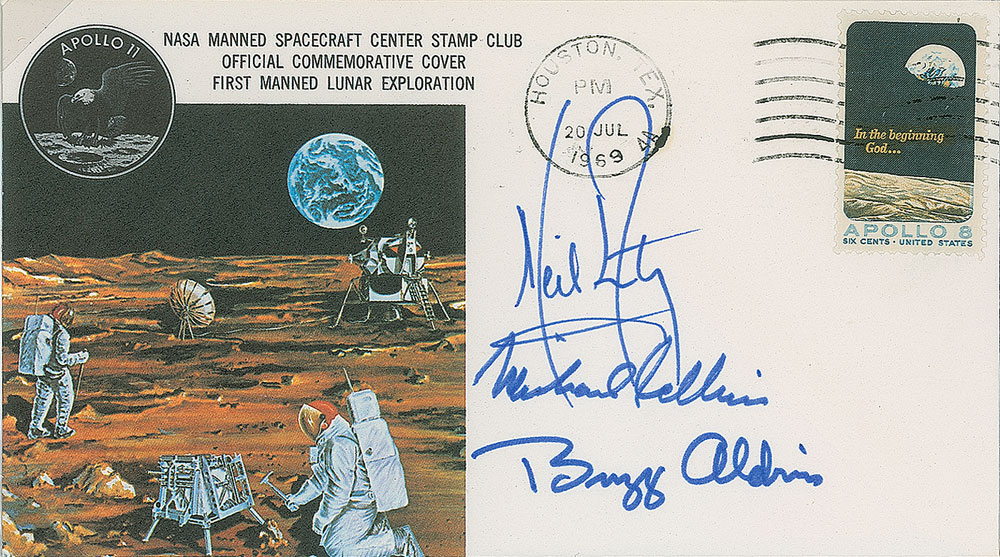 APOLLO 11
NASA MANNED SPACECRAFT CENTER STAMP CLUB
OFFICIAL COMMEMORATIVE COVER
FIRST MANNED LUNAR EXPLORATION
HOUSTON, TEX.
PM
20 JUL
1969
In the beginning
God...
APOLLO 8
SIX CENTS · UNITED STATES
Neil
Michael Collins
Buzz Aldrin